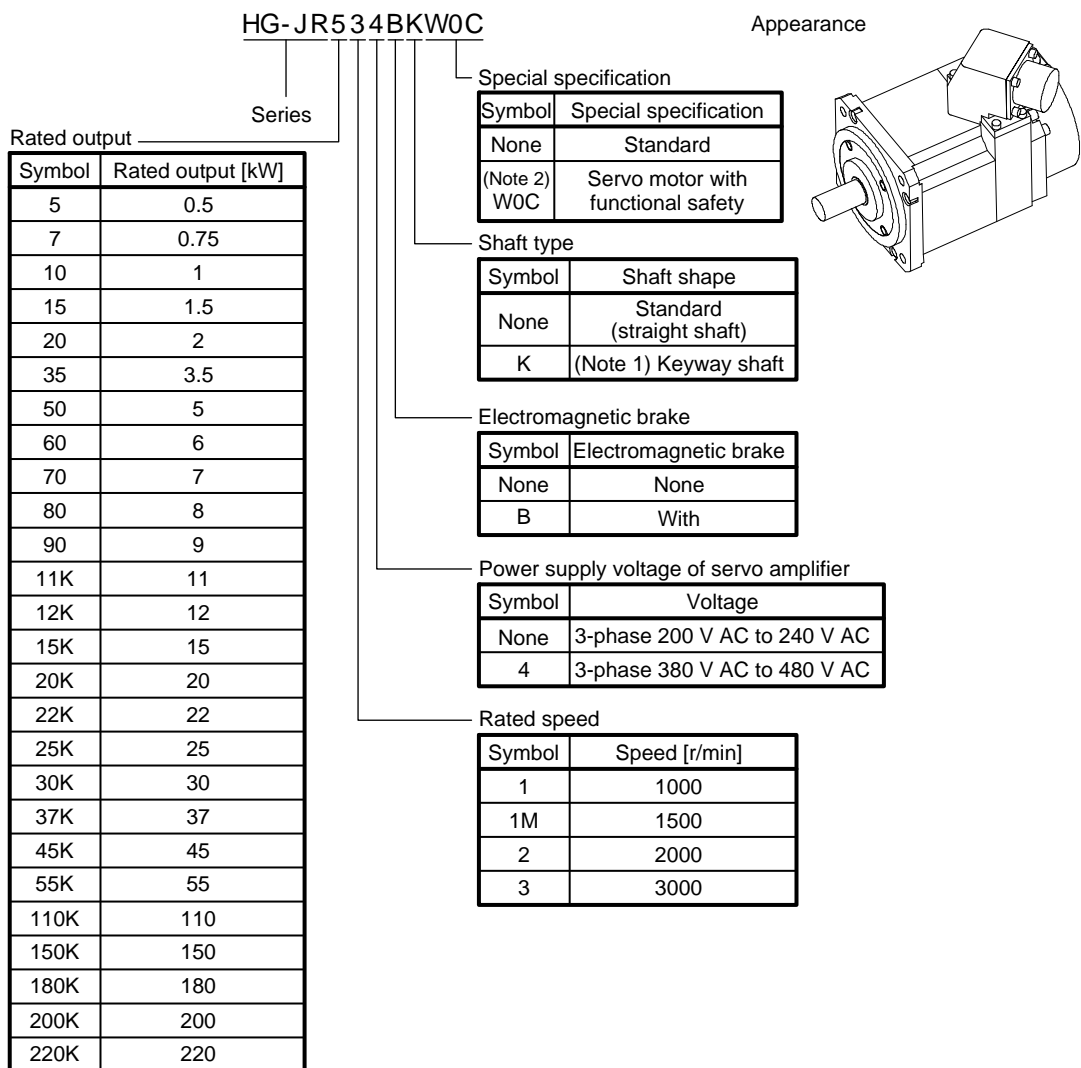 HG-JR534BKW0C
Appearance
Series
Special specification
Symbol Special specification
None Standard
(Note 2) W0C Servo motor with
functional safety
Rated output
Symbol Rated output [kW]
5 0.5
7 0.75
10 1
15 1.5
20 2
35 3.5
50 5
60 6
70 7
80 8
90 9
11K 11
12K 12
15K 15
20K 20
22K 22
25K 25
30K 30
37K 37
45K 45
55K 55
110K 110
150K 150
180K 180
200K 200
220K 220
Shaft type
Symbol Shaft shape
None Standard
(straight shaft)
K (Note 1) Keyway shaft
Electromagnetic brake
Symbol Electromagnetic brake
None None
B With
Power supply voltage of servo amplifier
Symbol Voltage
None 3-phase 200 V AC to 240 V AC
4 3-phase 380 V AC to 480 V AC
Rated speed
Symbol Speed [r/min]
1 1000
1M 1500
2 2000
3 3000